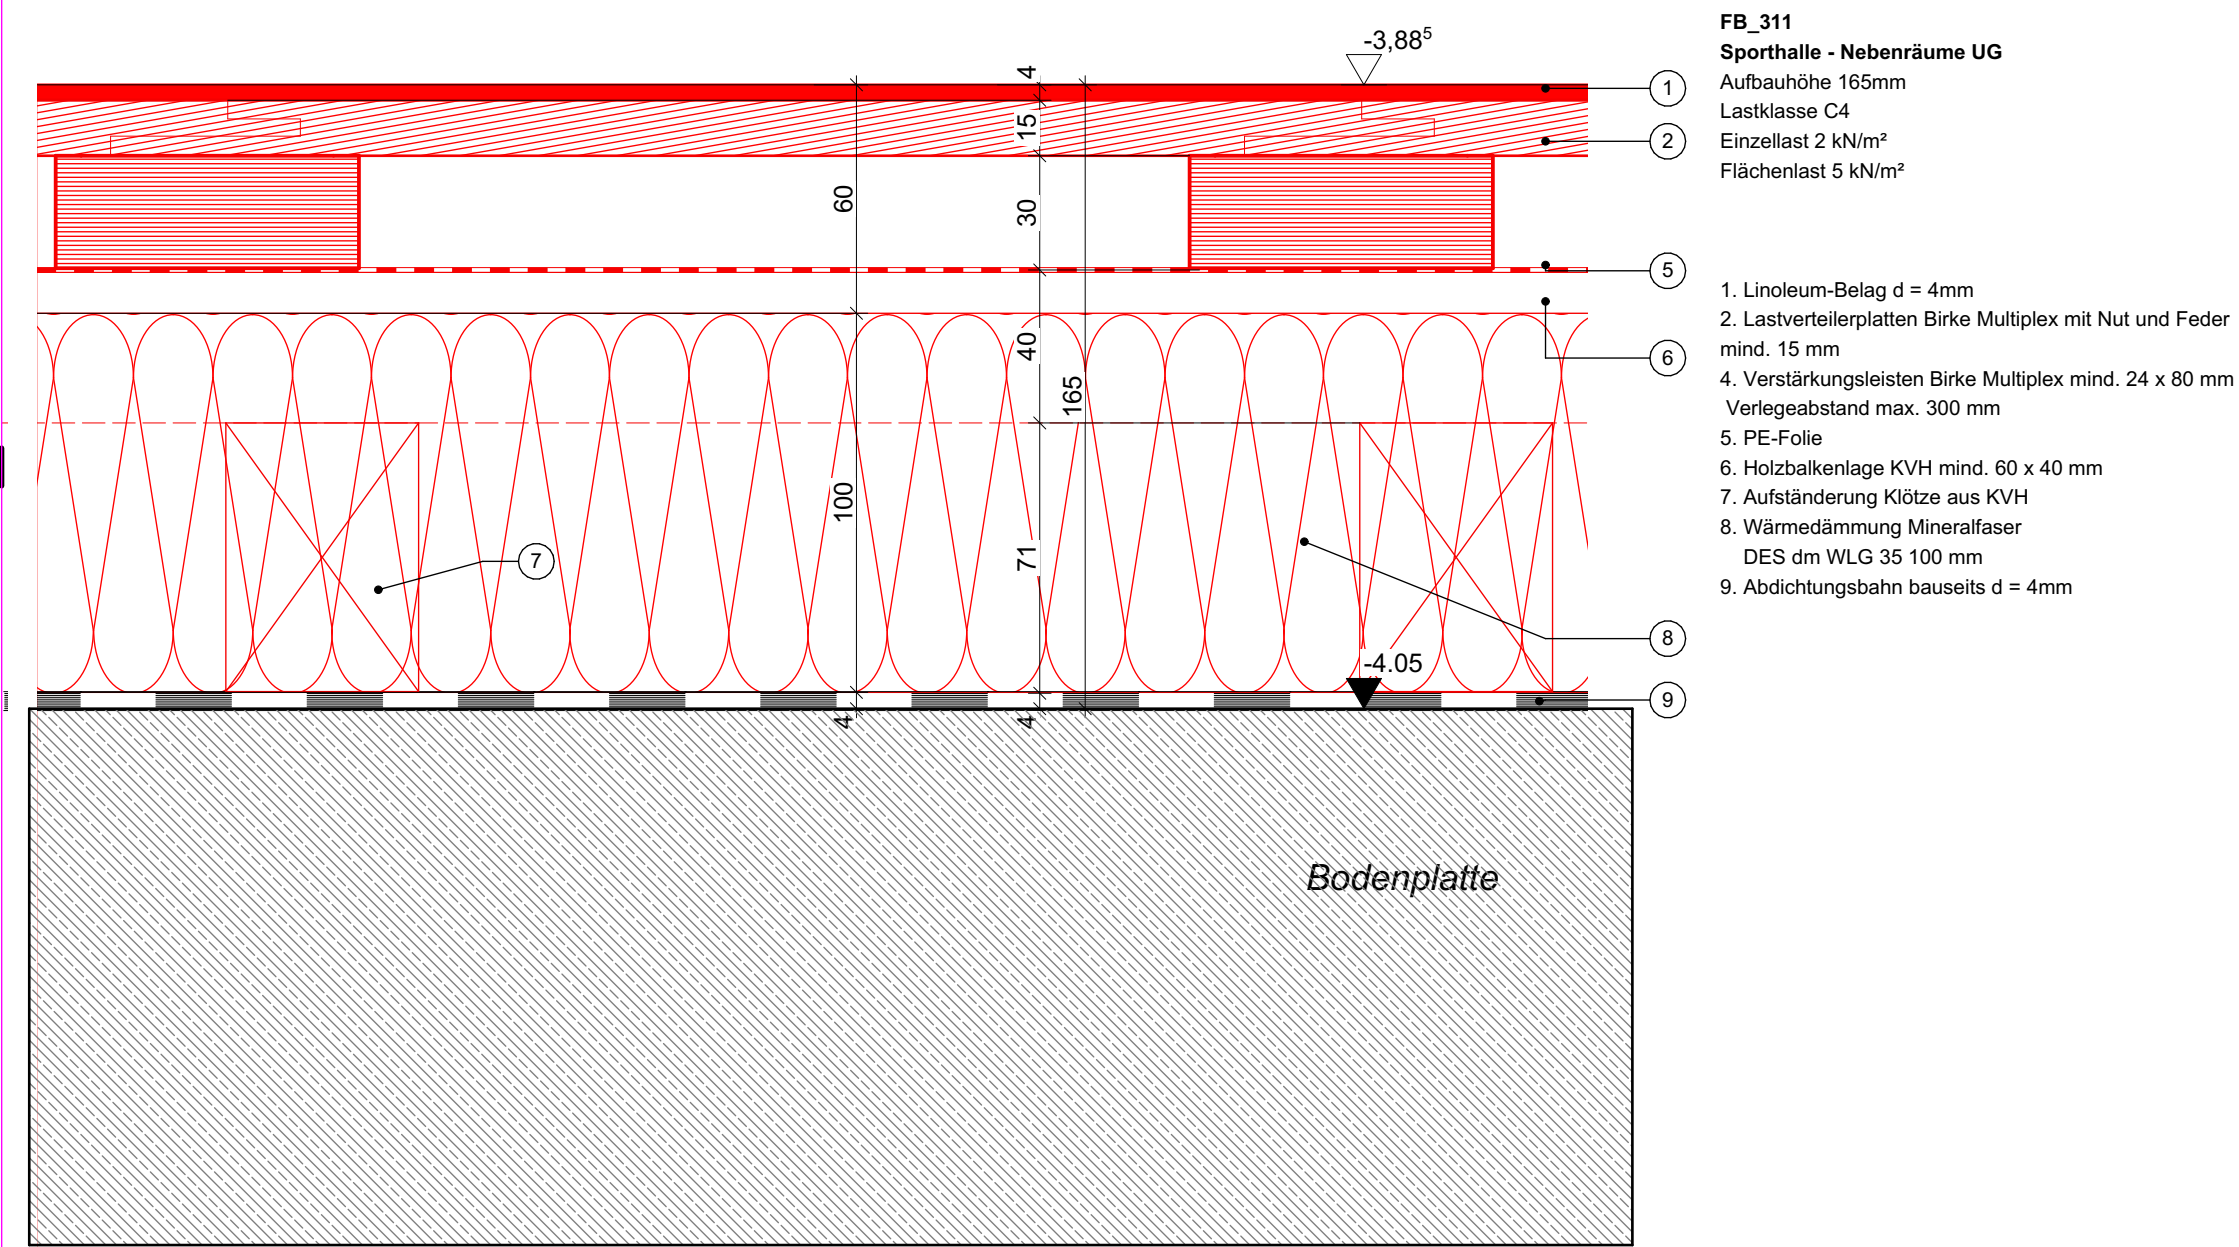 FB_311
Sporthalle - Nebenräume UG
Aufbauhöhe 165mm
Lastklasse C4
Einzellast 2 kN/m²
Flächenlast 5 kN/m²
1. Linoleum-Belag d = 4mm
2. Lastverteilerplatten Birke Multiplex mit Nut und Feder
mind. 15 mm
4. Verstärkungsleisten Birke Multiplex mind. 24 x 80 mm
Verlegeabstand max. 300 mm
5. PE-Folie
6. Holzbalkenlage KVH mind. 60 x 40 mm
7. Aufständerung Klötze aus KVH
8. Wärmedämmung Mineralfaser
DES dm WLG 35 100 mm
9. Abdichtungsbahn bauseits d = 4mm
-3,88⁵
4
15
60
30
40
165
100
71
4
4
-4.05
1
2
5
6
7
8
9
Bodenplatte